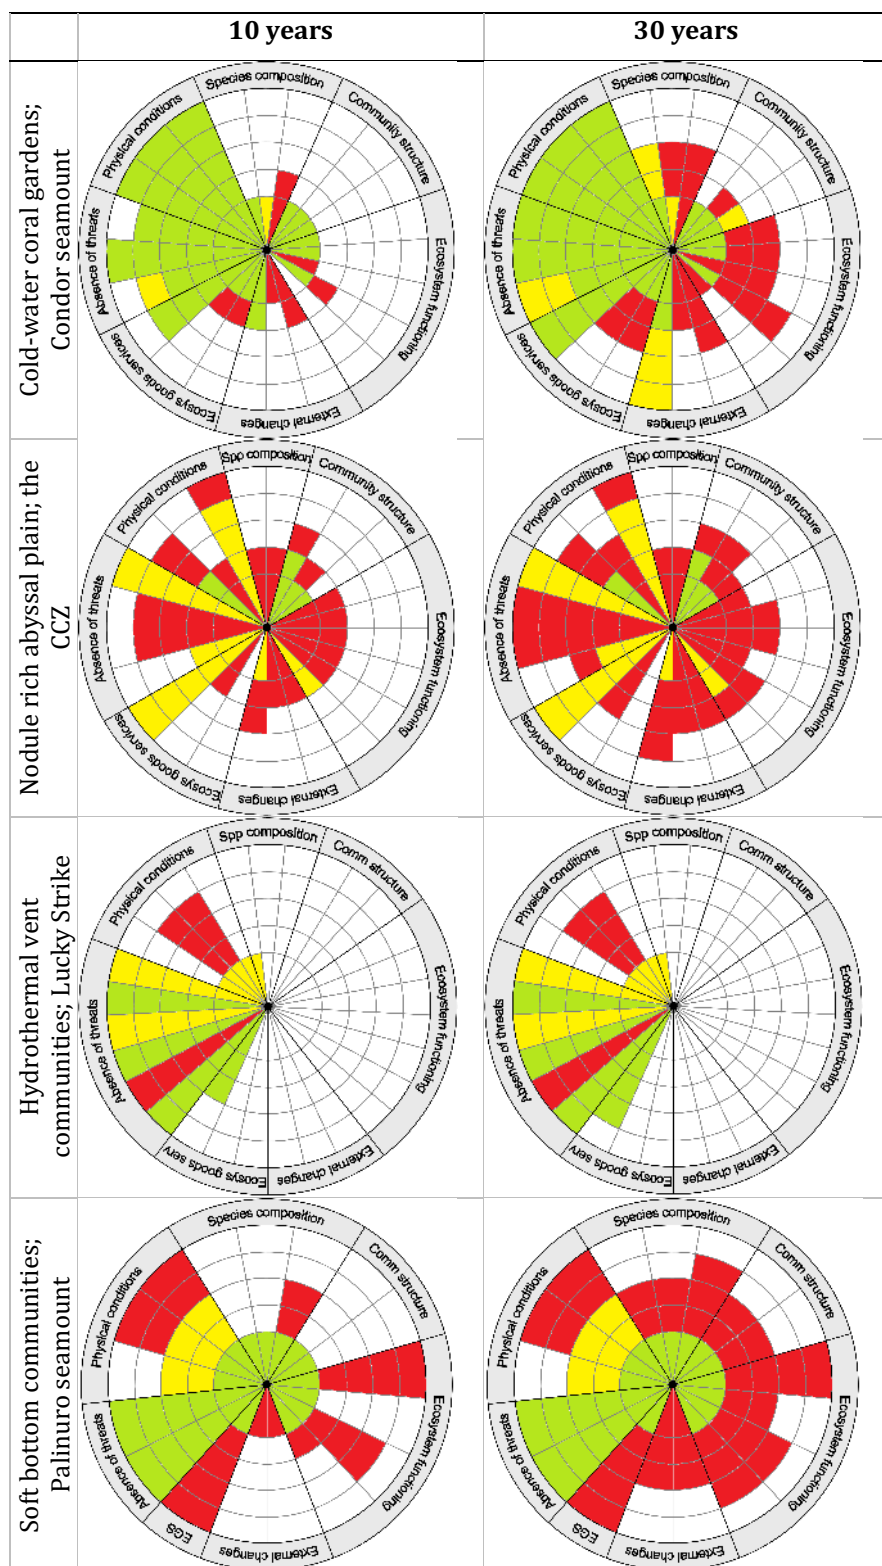 10 years
30 years
Cold-water coral gardens;
Condor seamount
Physical conditions
Species composition
Community structure
Ecosystem functioning
External changes
Ecosys goods services
Absence of threats
Physical conditions
Species composition
Community structure
Ecosystem functioning
External changes
Ecosys goods services
Absence of threats
Nodule rich abyssal plain; the
CCZ
Physical conditions
Spp composition
Community structure
Ecosystem functioning
External changes
Ecosys goods services
Absence of threats
Physical conditions
Spp composition
Community structure
Ecosystem functioning
External changes
Ecosys goods services
Absence of threats
Hydrothermal vent
communities; Lucky Strike
Physical conditions
Spp composition
Comm structure
Ecosystem functioning
External changes
Ecosys goods serv
Absence of threats
Physical conditions
Spp composition
Comm structure
Ecosystem functioning
External changes
Ecosys goods serv
Absence of threats
Soft bottom communities;
Palinuro seamount
Physical conditions
Species composition
Comm structure
Ecosystem functioning
External changes
EGS
Absence of threats
Physical conditions
Species composition
Comm structure
Ecosystem functioning
External changes
EGS
Absence of threats